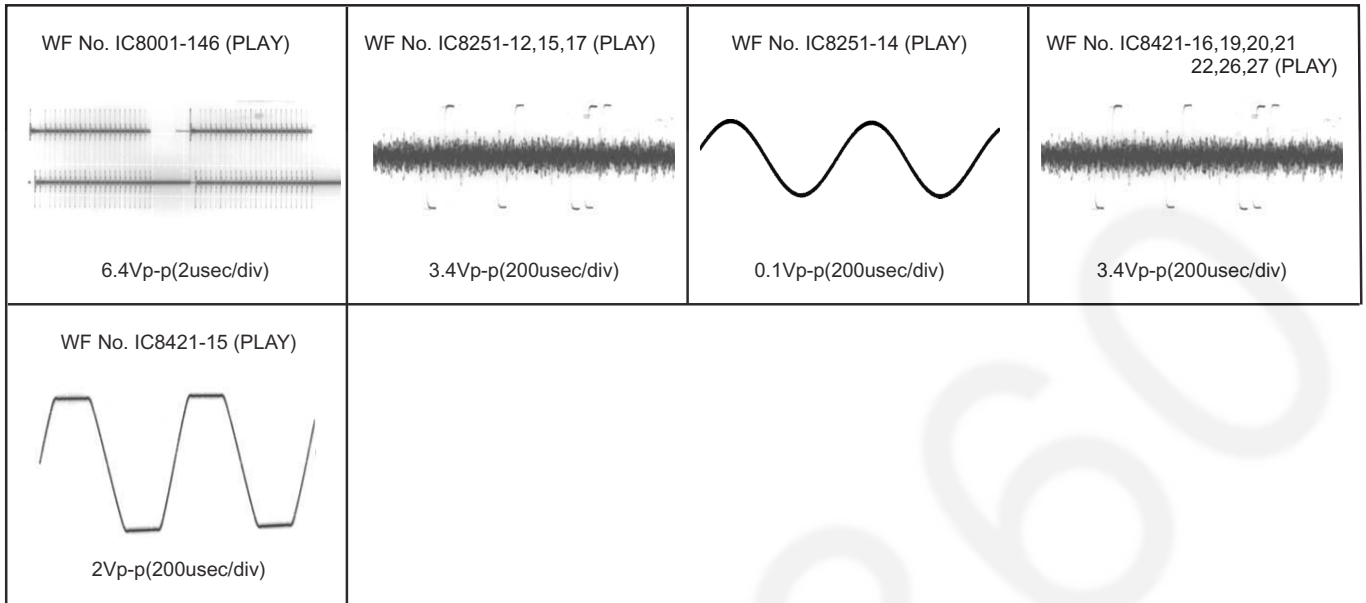 WF No. IC8001-146 (PLAY)
6.4Vp-p(2usec/div)
WF No. IC8251-12,15,17 (PLAY)
3.4Vp-p(200usec/div)
WF No. IC8251-14 (PLAY)
0.1Vp-p(200usec/div)
WF No. IC8421-16,19,20,21
22,26,27 (PLAY)
3.4Vp-p(200usec/div)
WF No. IC8421-15 (PLAY)
2Vp-p(200usec/div)